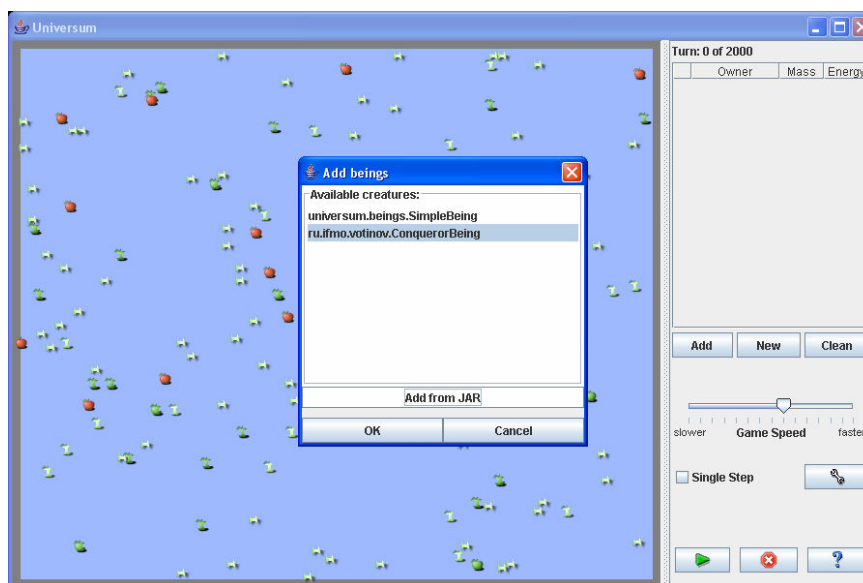 Universum
Turn: 0 of 2000
Owner Mass Energy
Add beings
Available creatures:
universum.beings.SimpleBeing
ru.ifmo.votinov.ConquerorBeing
Add from JAR
OK Cancel
Add New Clean
slower Game Speed faster
Single Step
?